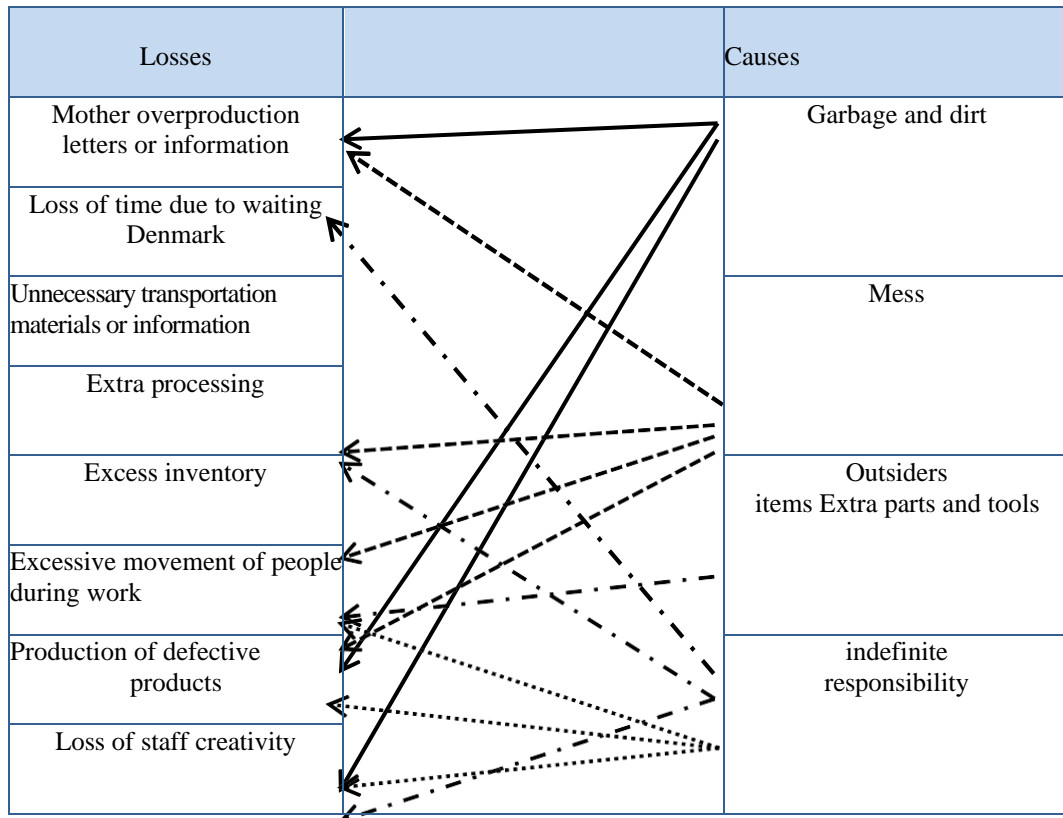 Losses
Causes
Mother overproduction
letters or information
Garbage and dirt
Loss of time due to waiting
Denmark
Unnecessary transportation
materials or information
Mess
Extra processing
Excess inventory
Outsiders
items Extra parts and tools
Excessive movement of people
during work
Production of defective
products
indefinite
responsibility
Loss of staff creativity